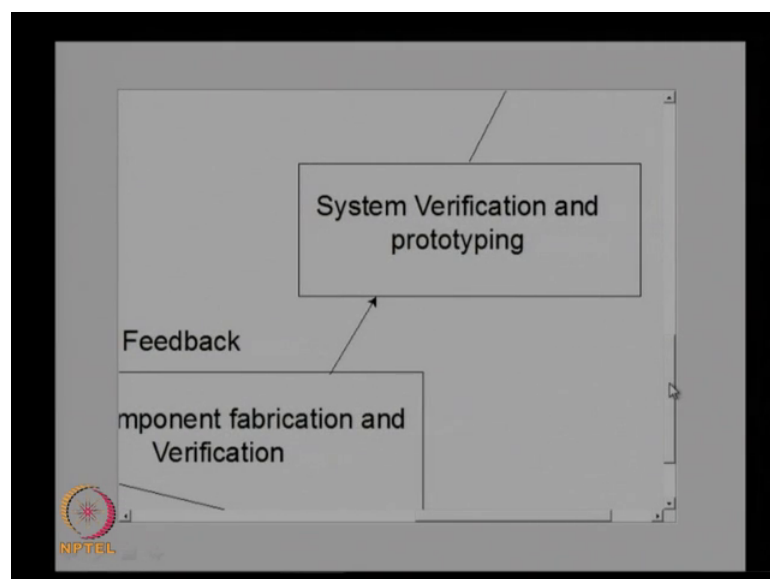 System Verification and
prototyping
Feedback
mponent fabrication and
Verification
NPTEL